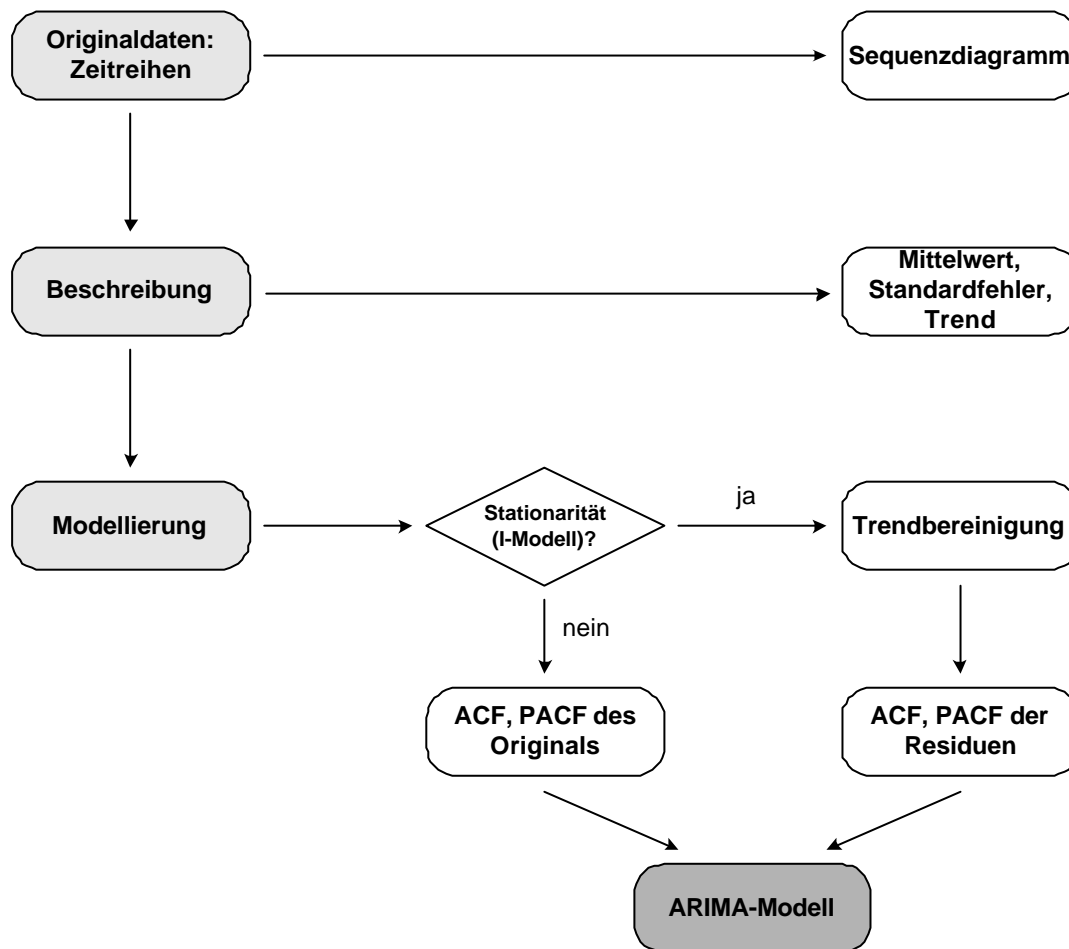 Originaldaten:
Zeitreihen
Sequenzdiagramm
Beschreibung
Mittelwert,
Standardfehler,
Trend
Modellierung
Stationarität
(I-Modell)?
ja
Trendbereinigung
nein
ACF, PACF des
Originals
ACF, PACF der
Residuen
ARIMA-Modell